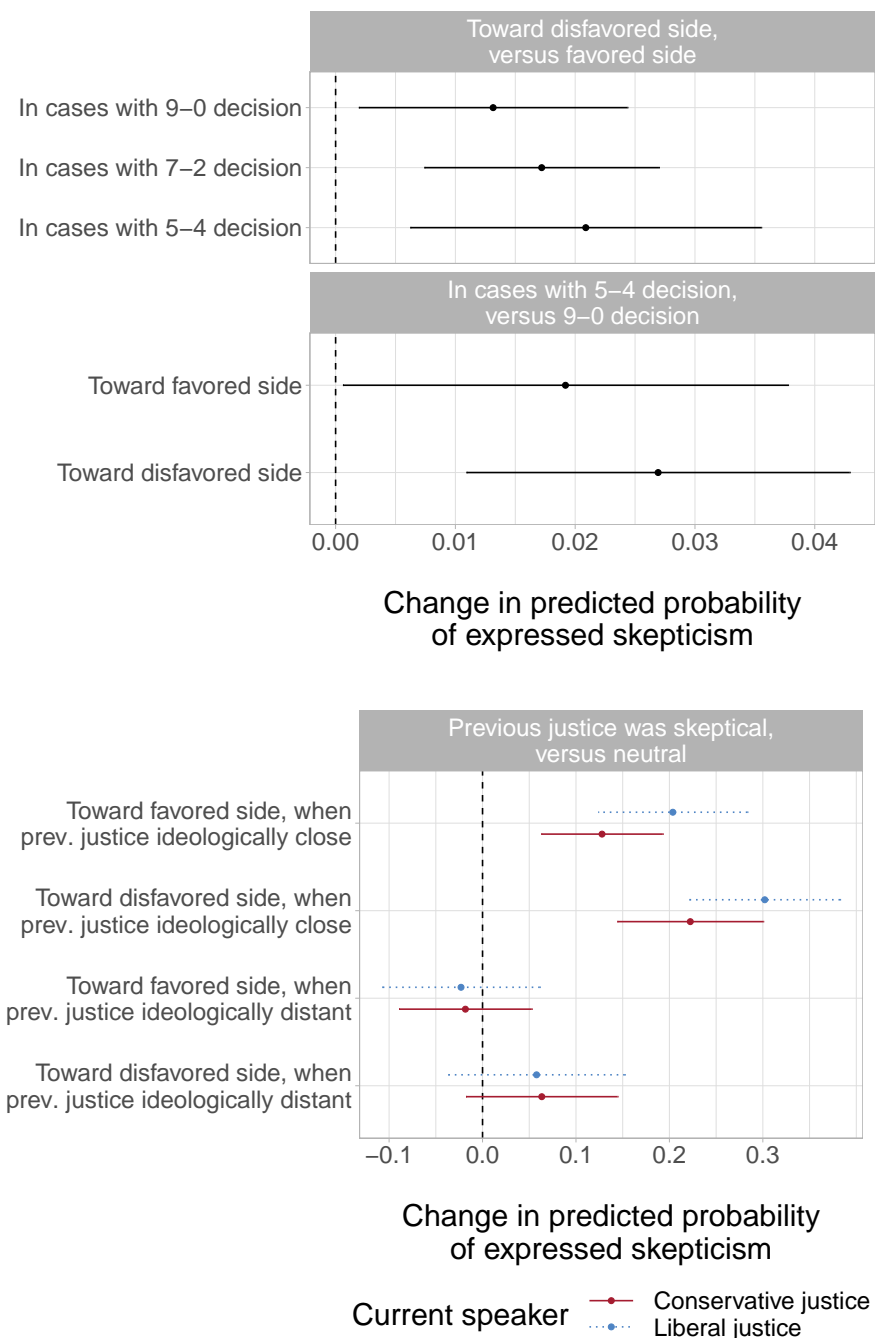 Toward disfavored side,
versus favored side
In cases with 9−0 decision
In cases with 7−2 decision
In cases with 5−4 decision
In cases with 5−4 decision,
versus 9−0 decision
Toward favored side
Toward disfavored side
0.00 0.01 0.02 0.03 0.04
Change in predicted probability
of expressed skepticism
Previous justice was skeptical,
versus neutral
Toward favored side, when
prev. justice ideologically close
Toward disfavored side, when
prev. justice ideologically close
Toward favored side, when
prev. justice ideologically distant
Toward disfavored side, when
prev. justice ideologically distant
−0.1 0.0 0.1 0.2 0.3
Change in predicted probability
of expressed skepticism
Current speaker
Conservative justice
Liberal justice